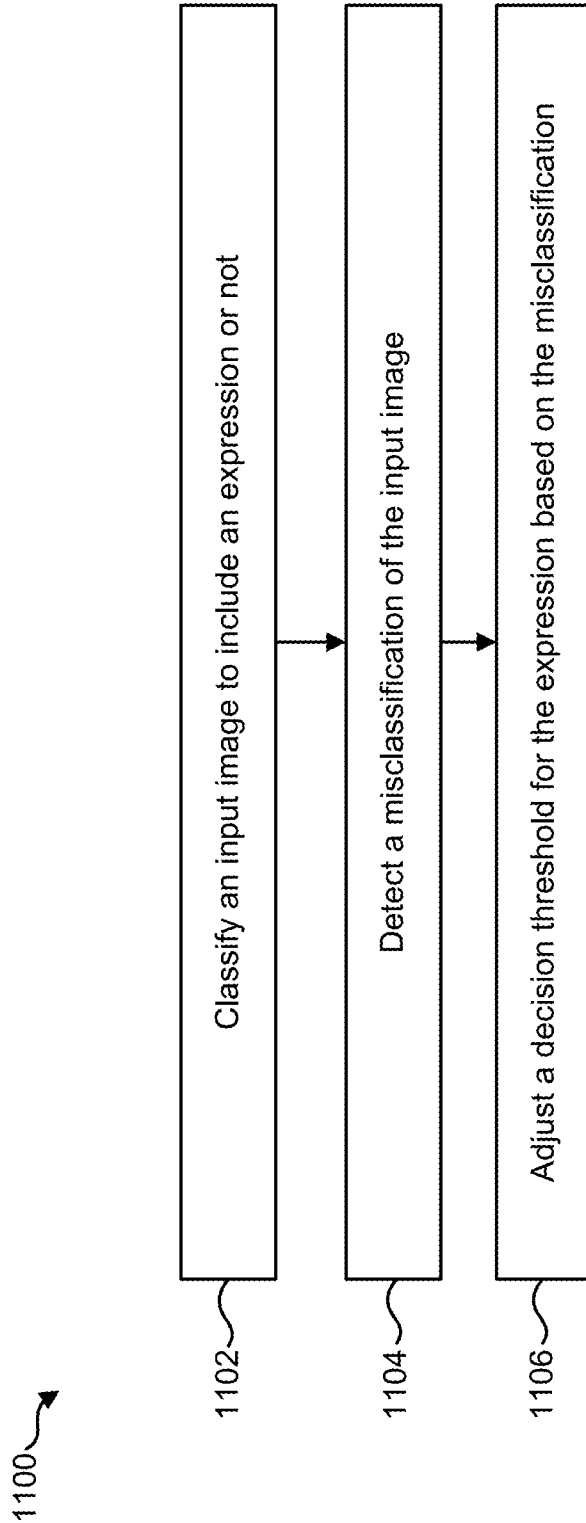 1100
1102
Classify an input image to include an expression or not
1104
Detect a misclassification of the input image
1106
Adjust a decision threshold for the expression based on the misclassification